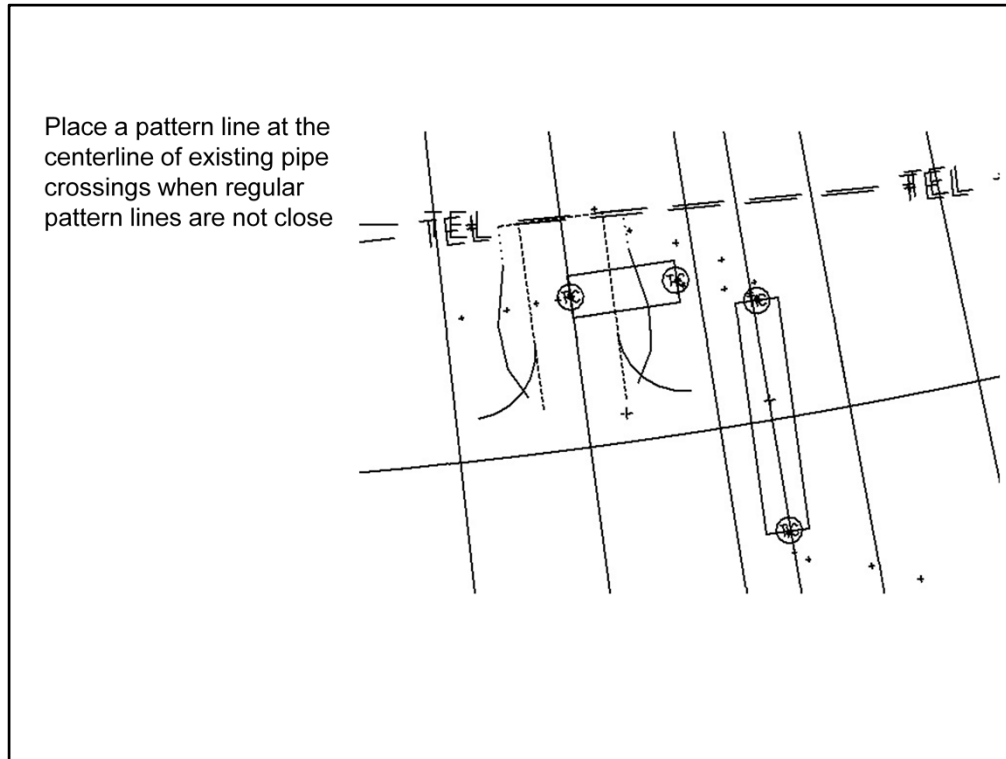 Place a pattern line at the
centerline of existing pipe
crossings when regular
pattern lines are not close
TEL
TEL